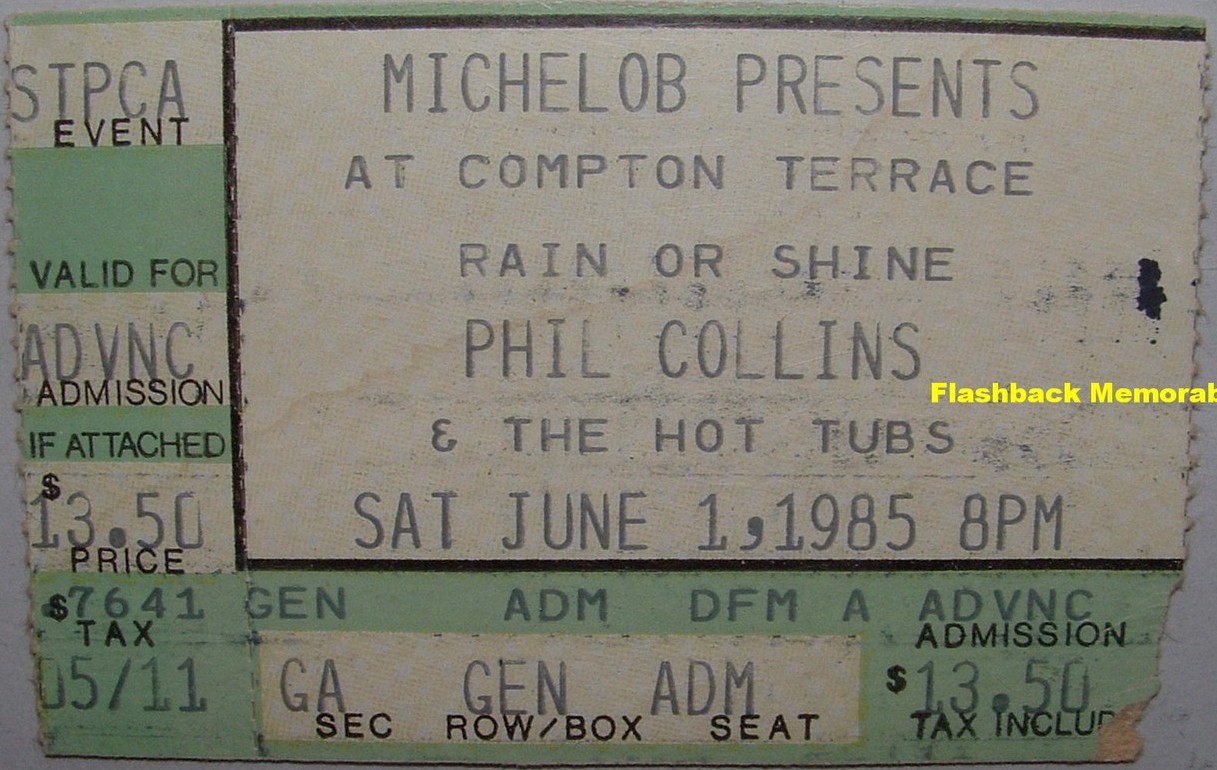 STPCA
EVENT
VALID FOR
ADVNC
ADMISSION
IF ATTACHED
$
13.50
PRICE
$7641
TAX
05/11
MICHELOB PRESENTS
AT COMPTON TERRACE
RAIN OR SHINE
PHIL COLLINS
& THE HOT TUBS
SAT JUNE 1,1985 8PM
GEN ADM DFM A ADVNC
ADMISSION
GA GEN ADM $13.50
SEC ROW/BOX SEAT TAX INCLUD
Flashback Memorab